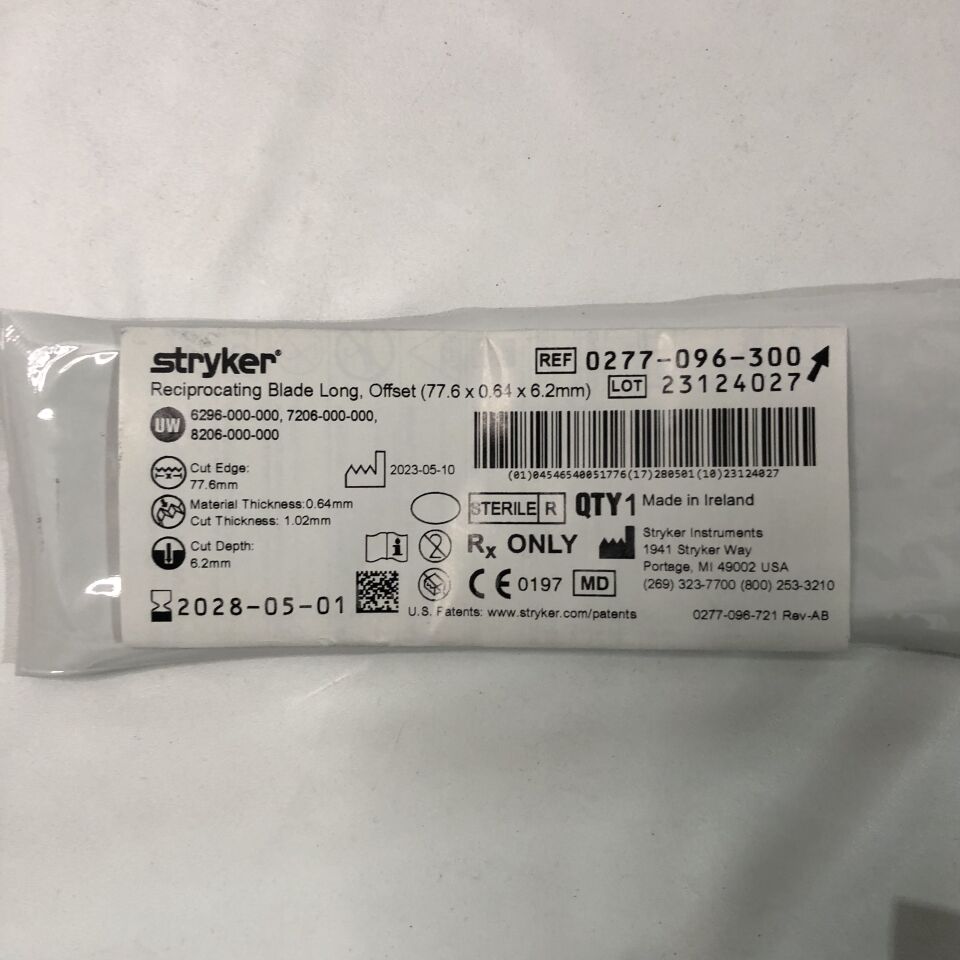 stryker®
REF 0277-096-300
Reciprocating Blade Long, Offset (77.6 x 0.64 x 6.2mm)
LOT 23124027
UW 6296-000-000, 7206-000-000,
8206-000-000
(01)04546540051776(17)280501(10)23124027
Cut Edge:
77.6mm
2023-05-10
Material Thickness:0.64mm
Cut Thickness: 1.02mm
STERILE R QTY1 Made in Ireland
Cut Depth:
6.2mm
i 2 Rx ONLY
Stryker Instruments
1941 Stryker Way
Portage, MI 49002 USA
(269) 323-7700 (800) 253-3210
2028-05-01
CE 0197 MD
U.S. Patents: www.stryker.com/patents
0277-096-721 Rev-AB